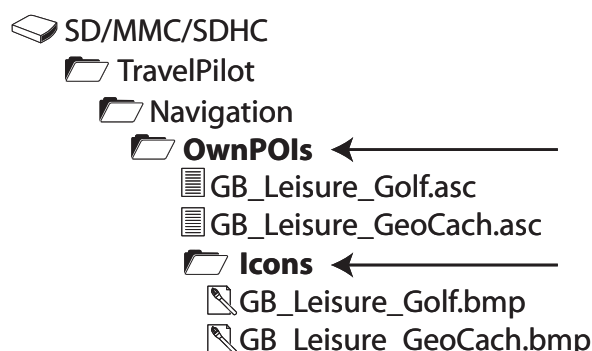 SD/MMC/SDHC
TravelPilot
Navigation
OwnPOIs
GB_Leisure_Golf.asc
GB_Leisure_GeoCach.asc
Icons
GB_Leisure_Golf.bmp
GB_Leisure_GeoCach.bmp